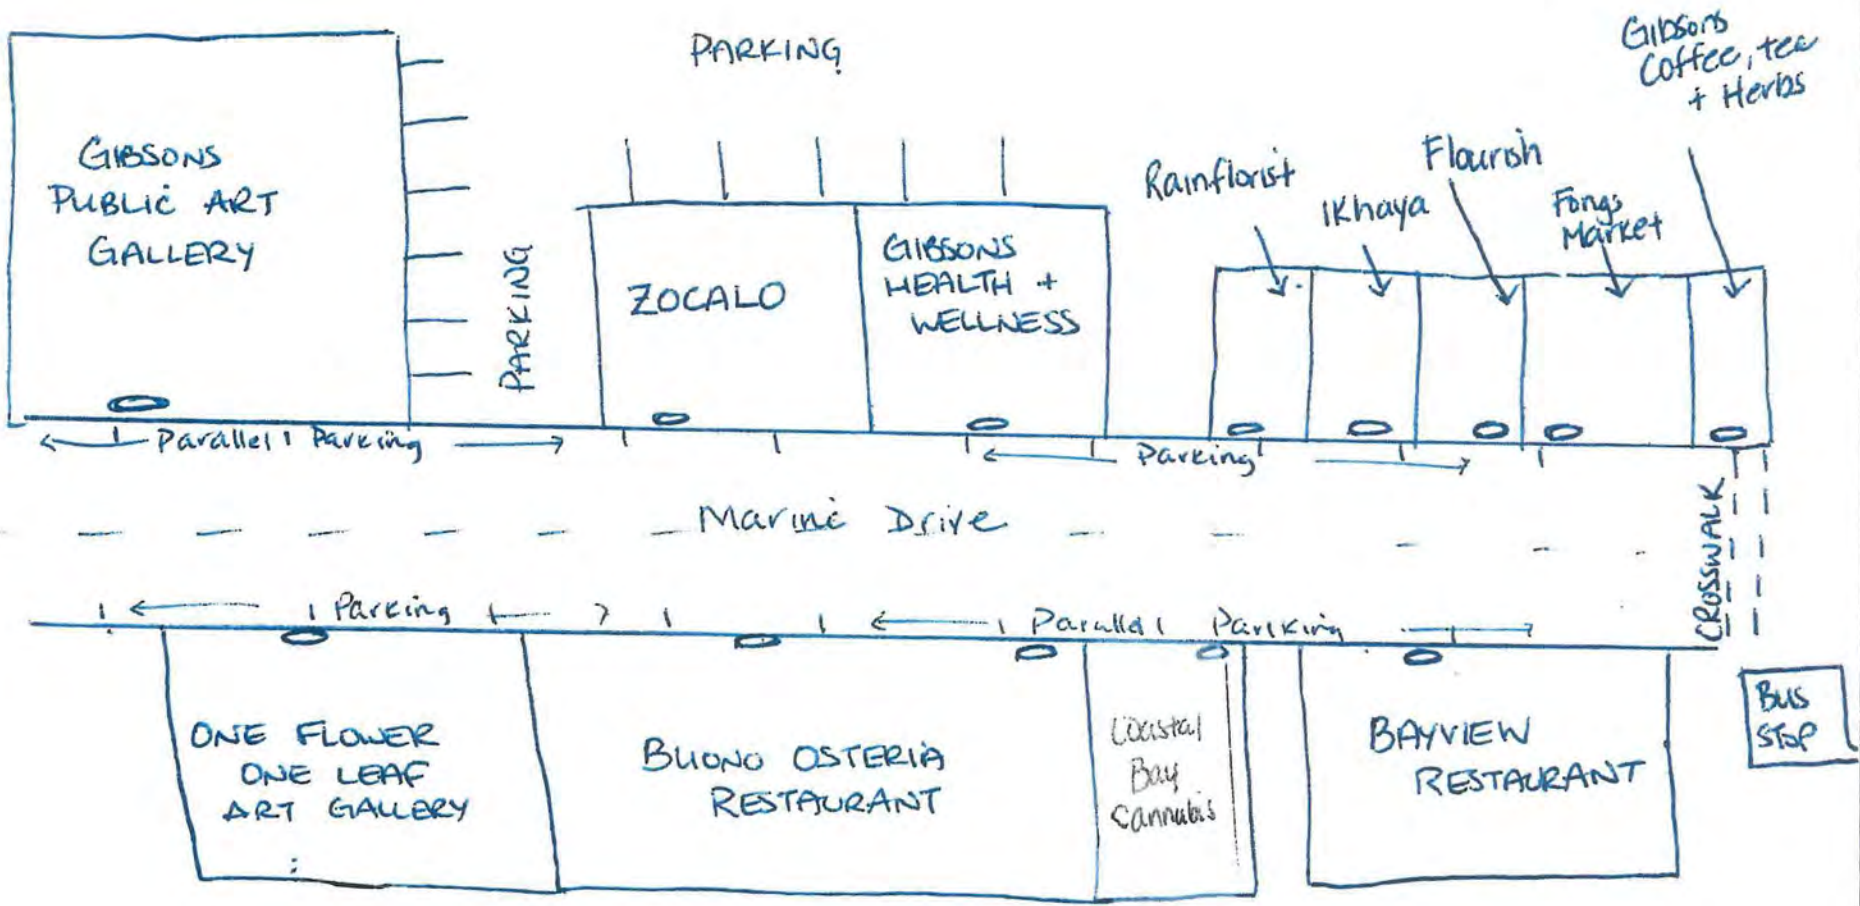 PARKING
Gibsons
Coffee, tea
+ Herbs
GIBSONS
PUBLIC ART
GALLERY
PARKING
ZOCALO
GIBSONS
HEALTH +
WELLNESS
Rainflorist
IKhaya
Flourish
Fongs
Market
Parallel Parking
Parking
Marine Drive
CROSSWALK
Parking
Parallel Parking
ONE FLOWER
ONE LEAF
ART GALLERY
BUONO OSTERIA
RESTAURANT
Coastal
Bay
Cannabis
BAYVIEW
RESTAURANT
BUS
STOP